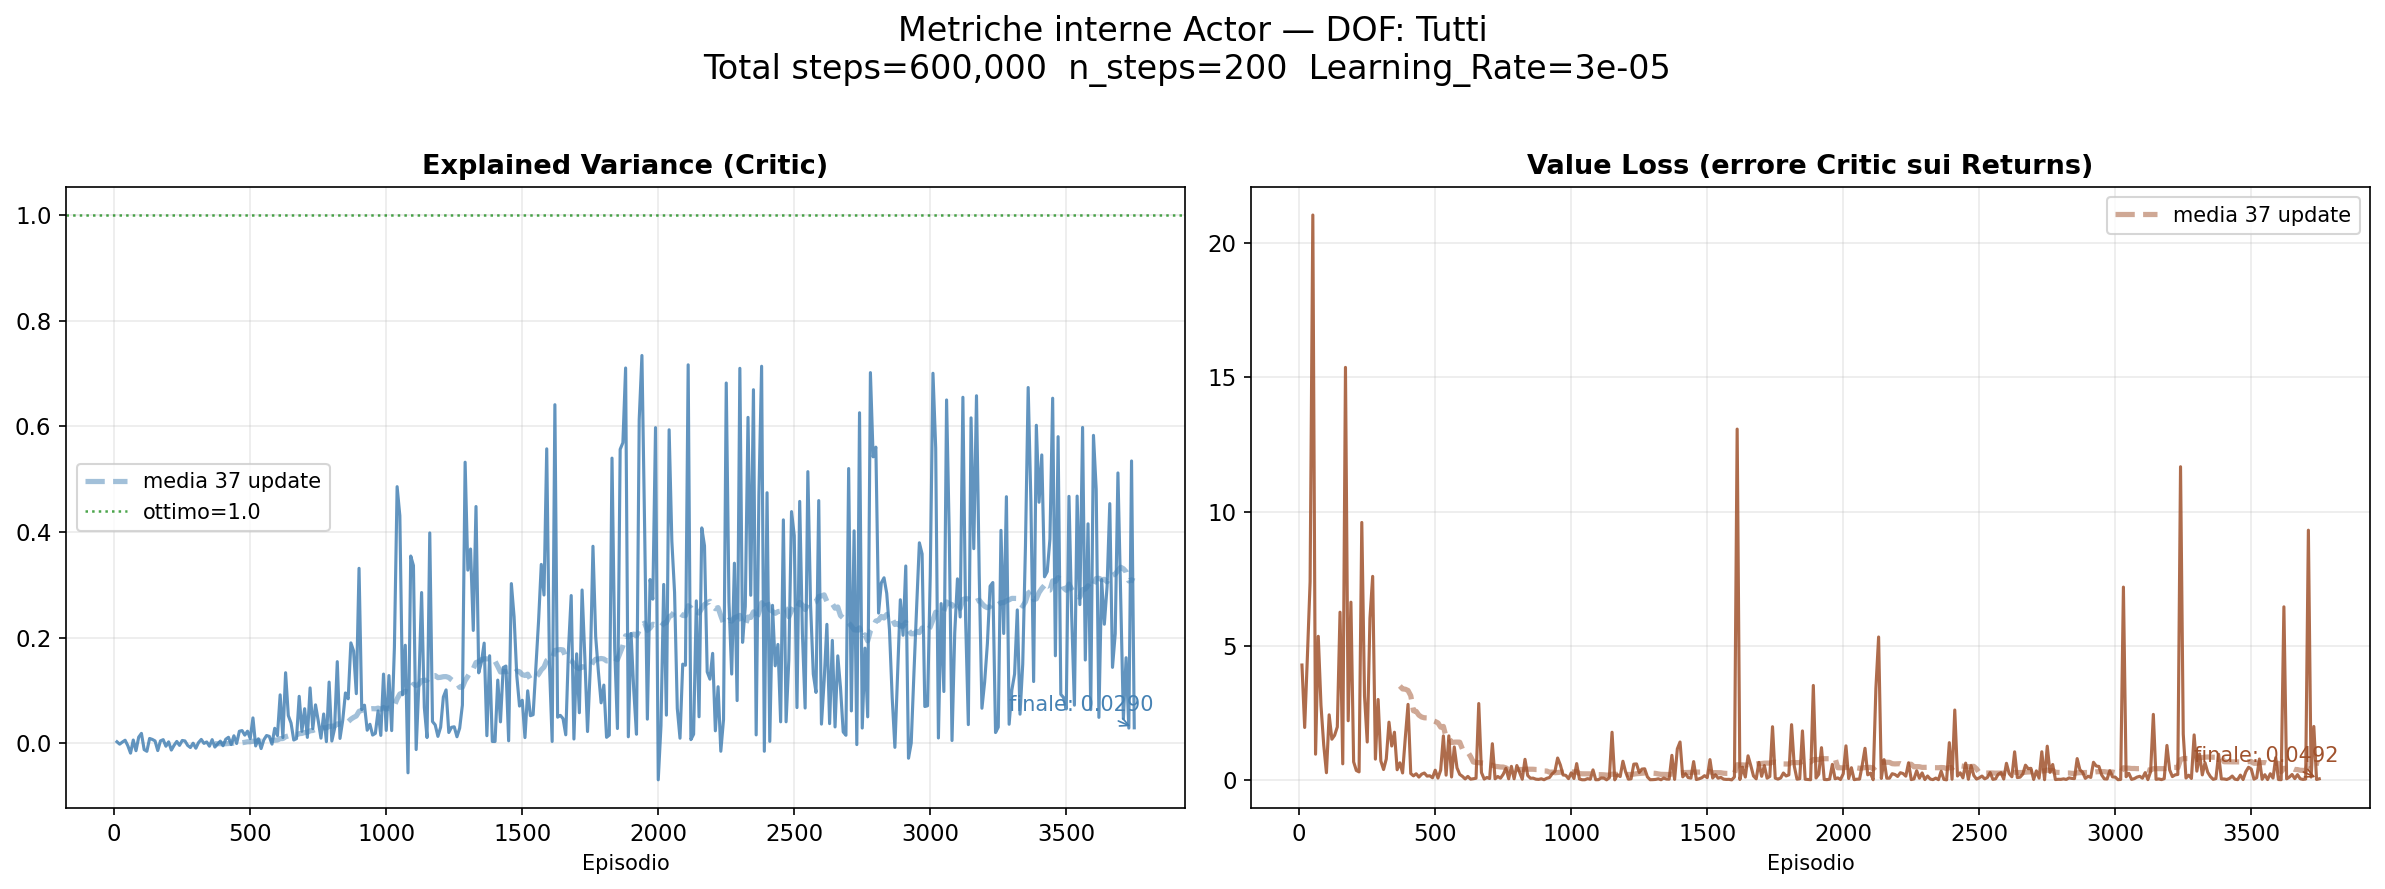 Metriche interne Actor — DOF: Tutti
Total steps=600,000  n_steps=200  Learning_Rate=3e-05
Explained Variance (Critic)
1.0
0.8
0.6
0.4
0.2
0.0
media 37 update
ottimo=1.0
finale: 0.0290
0
500
1000
1500
2000
2500
3000
3500
Episodio
Value Loss (errore Critic sui Returns)
20
15
10
5
0
media 37 update
finale: 0.0492
0
500
1000
1500
2000
2500
3000
3500
Episodio